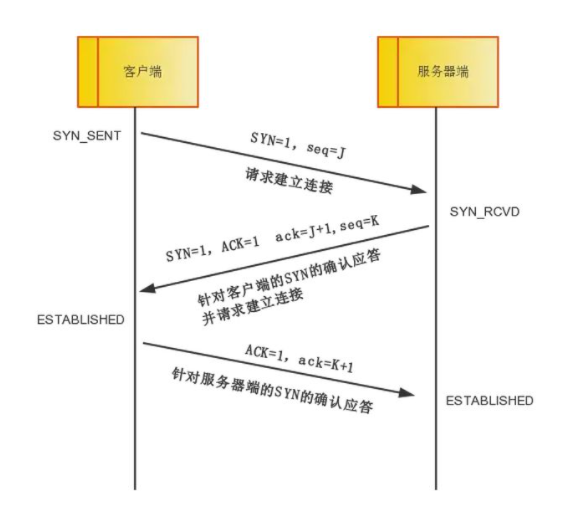 客户端
服务器端
SYN_SENT
SYN=1, seq=J
请求建立连接
SYN_RCVD
SYN=1, ACK=1 ack=J+1,seq=K
针对客户端的SYN的确认应答
并请求建立连接
ESTABLISHED
ACK=1, ack=K+1
针对服务器端的SYN的确认应答
ESTABLISHED